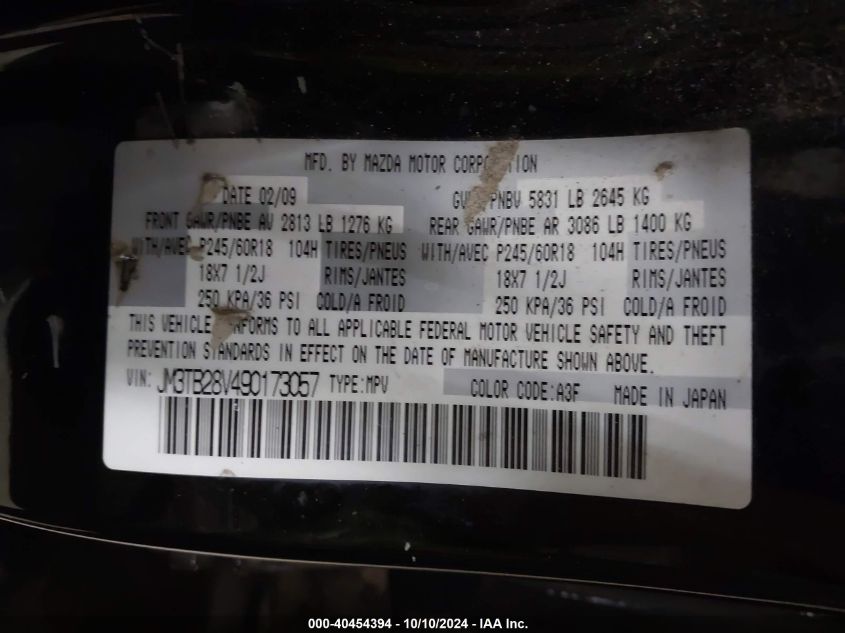 MFD. BY MAZDA MOTOR CORPORATION
DATE 02/09 PNBV 5831 LB 2645 KG
FRONT GAWR/PNBE AV 2813 LB 1276 KG REAR GAWR/PNBE AR 3086 LB 1400 KG
WITH/AVEC P245/60R18 104H TIRES/PNEUS WITH/AVEC P245/60R18 104H TIRES/PNEUS
18X7 1/2J RIMS/JANTES 18X7 1/2J RIMS/JANTES
250 KPA/36 PSI COLD/A FROID 250 KPA/36 PSI COLD/A FROID
THIS VEHICLE CONFORMS TO ALL APPLICABLE FEDERAL MOTOR VEHICLE SAFETY AND THEFT
PREVENTION STANDARDS IN EFFECT ON THE DATE OF MANUFACTURE SHOWN ABOVE.
VIN: JM3TB28V490173057 TYPE:MPV COLOR CODE:A3F MADE IN JAPAN
000-40454394 - 10/10/2024 - IAA Inc.